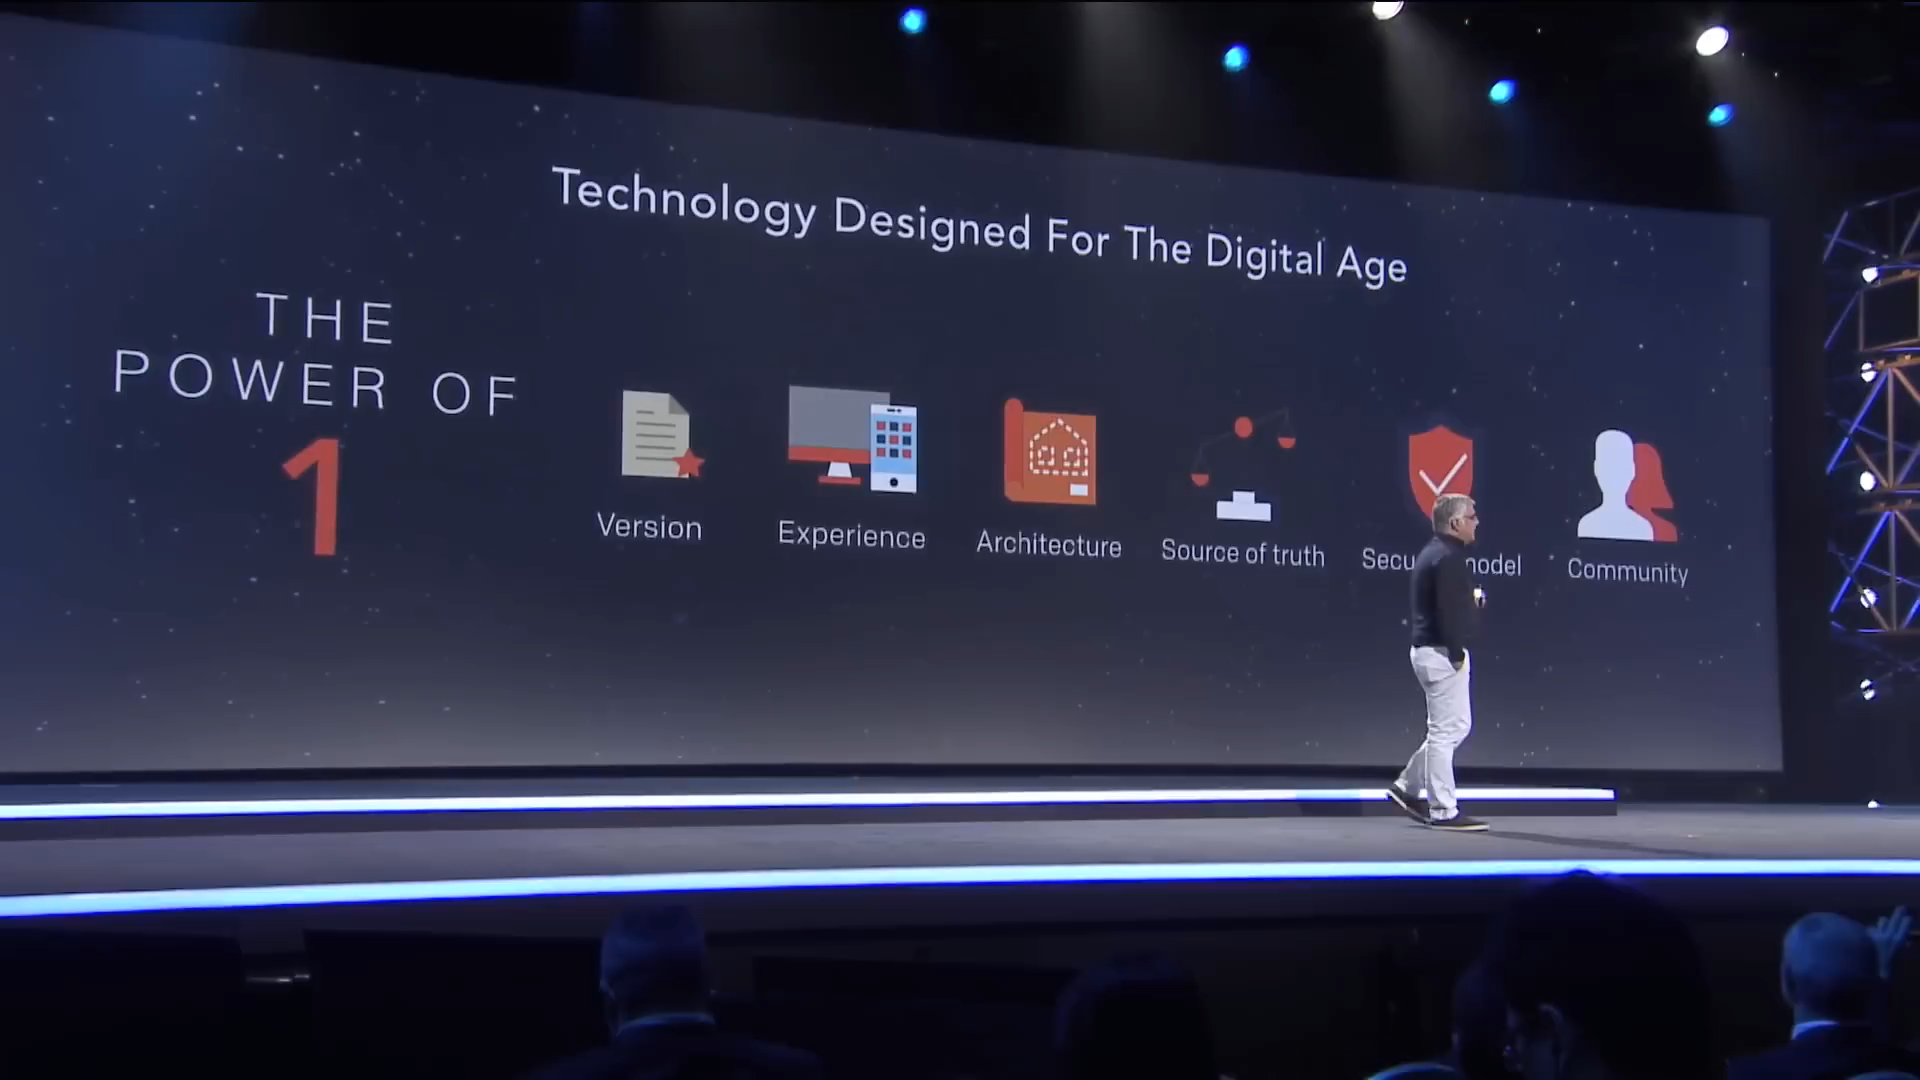 Technology Designed For The Digital Age
THE
POWER OF
1
Version
Experience
Architecture
Source of truth
Community